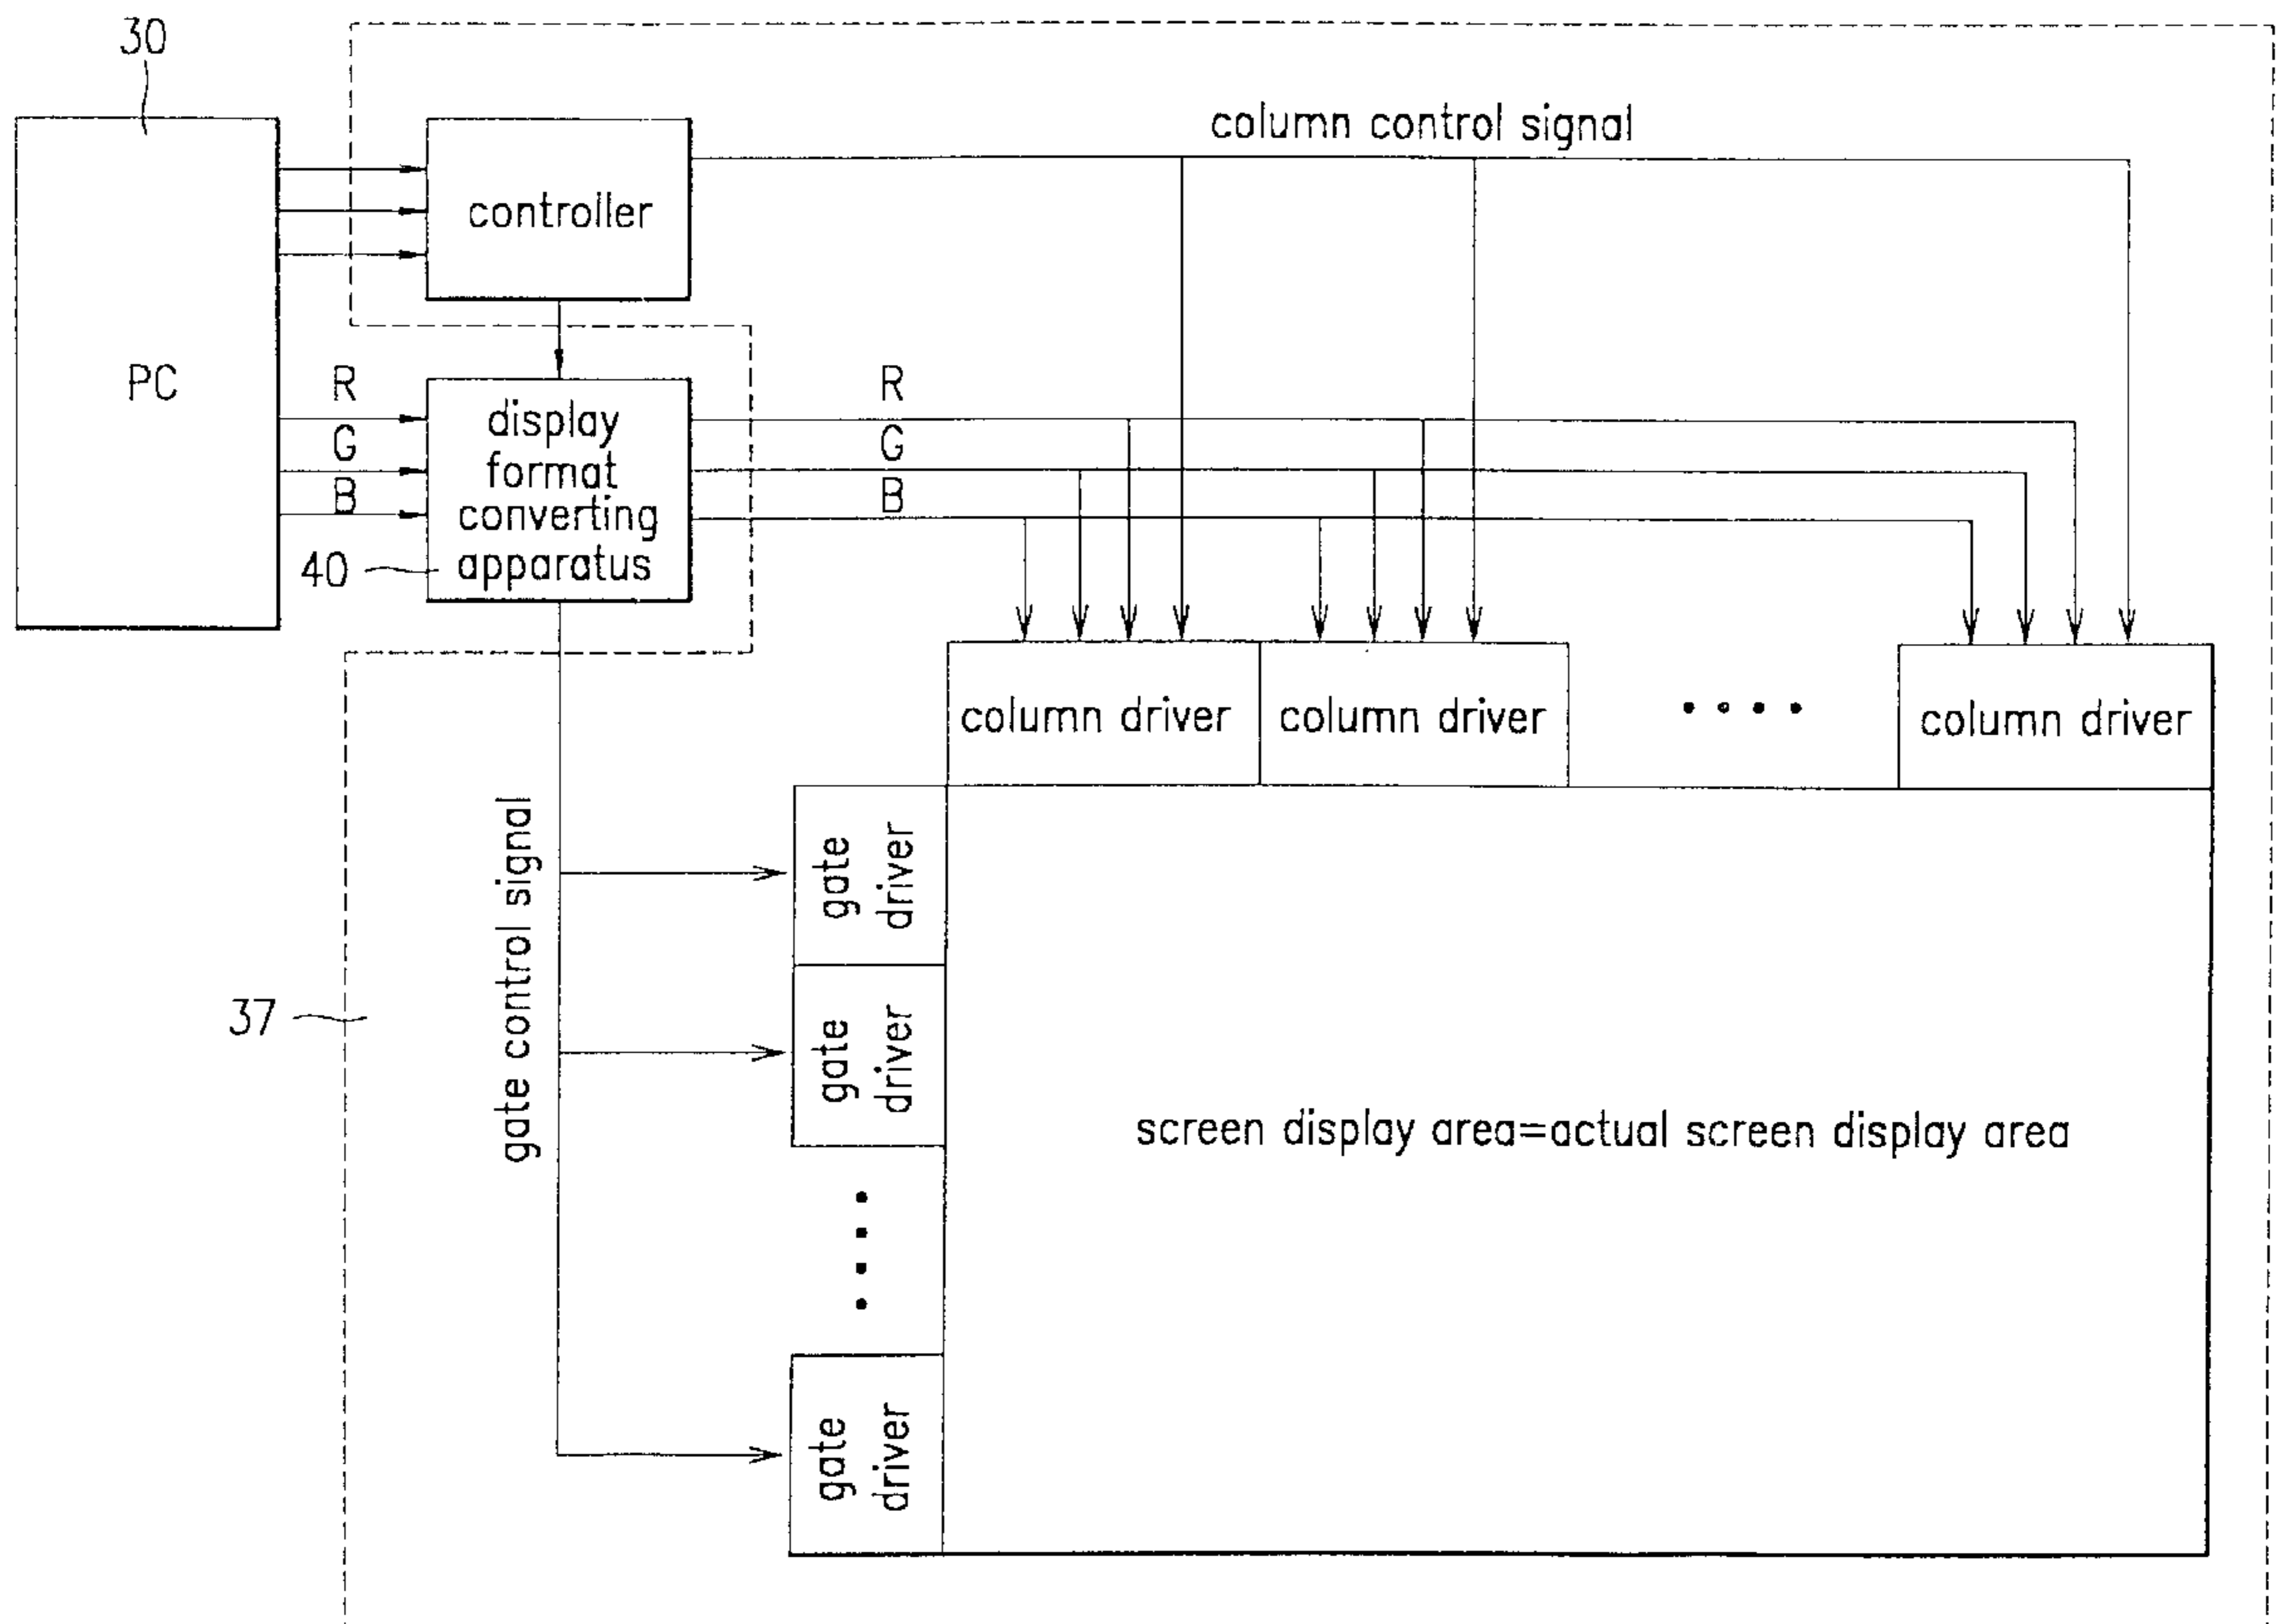 30
column control signal
controller
PC
R
G
B
display
format
converting
apparatus
40
R
G
B
column driver
column driver
column driver
gate control signal
gate
driver
gate
driver
gate
driver
37
screen display area=actual screen display area